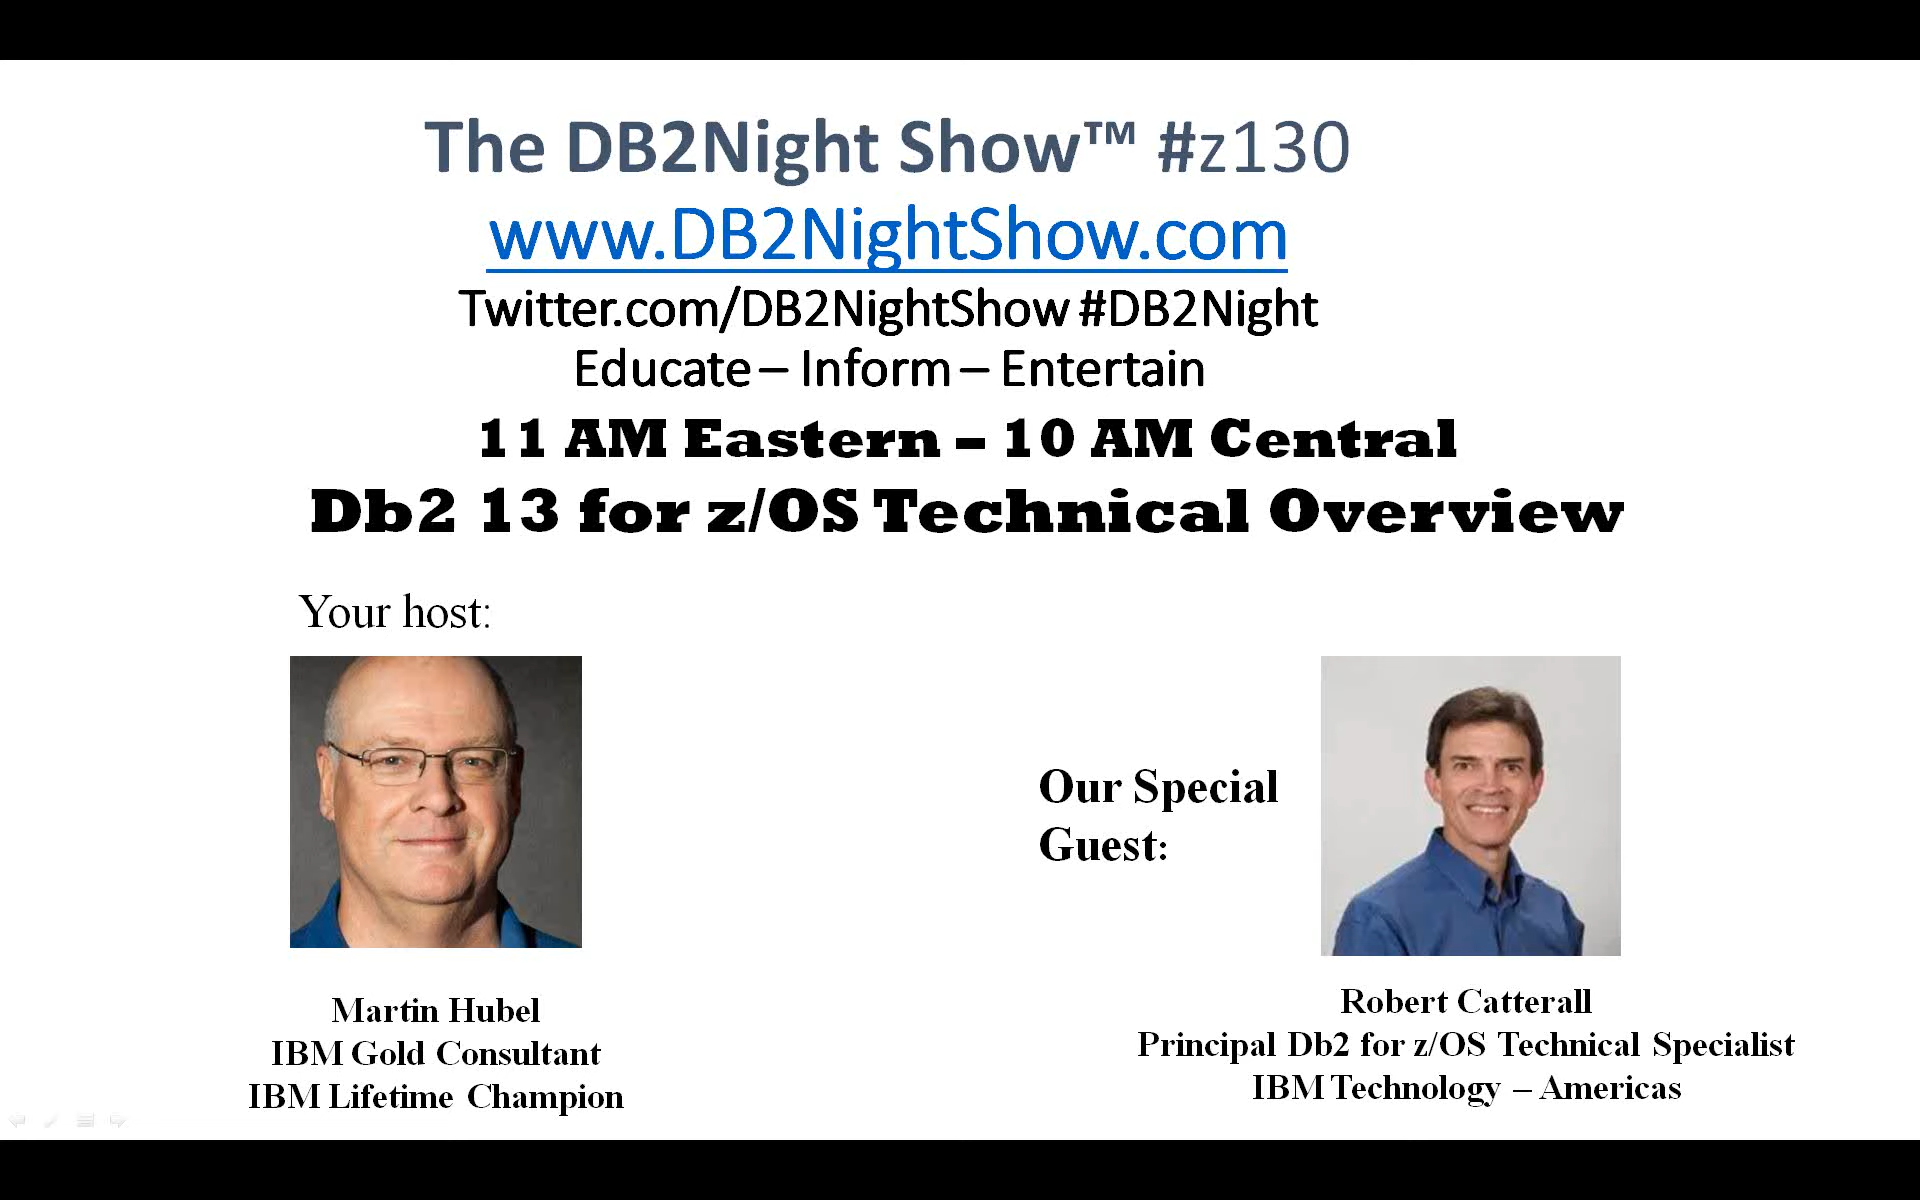 The DB2Night Show™ #z130
www.DB2NightShow.com
Twitter.com/DB2NightShow #DB2Night
Educate – Inform – Entertain
11 AM Eastern – 10 AM Central
Db2 13 for z/OS Technical Overview
Your host:
Our Special
Guest:
Martin Hubel
IBM Gold Consultant
IBM Lifetime Champion
Robert Catterall
Principal Db2 for z/OS Technical Specialist
IBM Technology – Americas